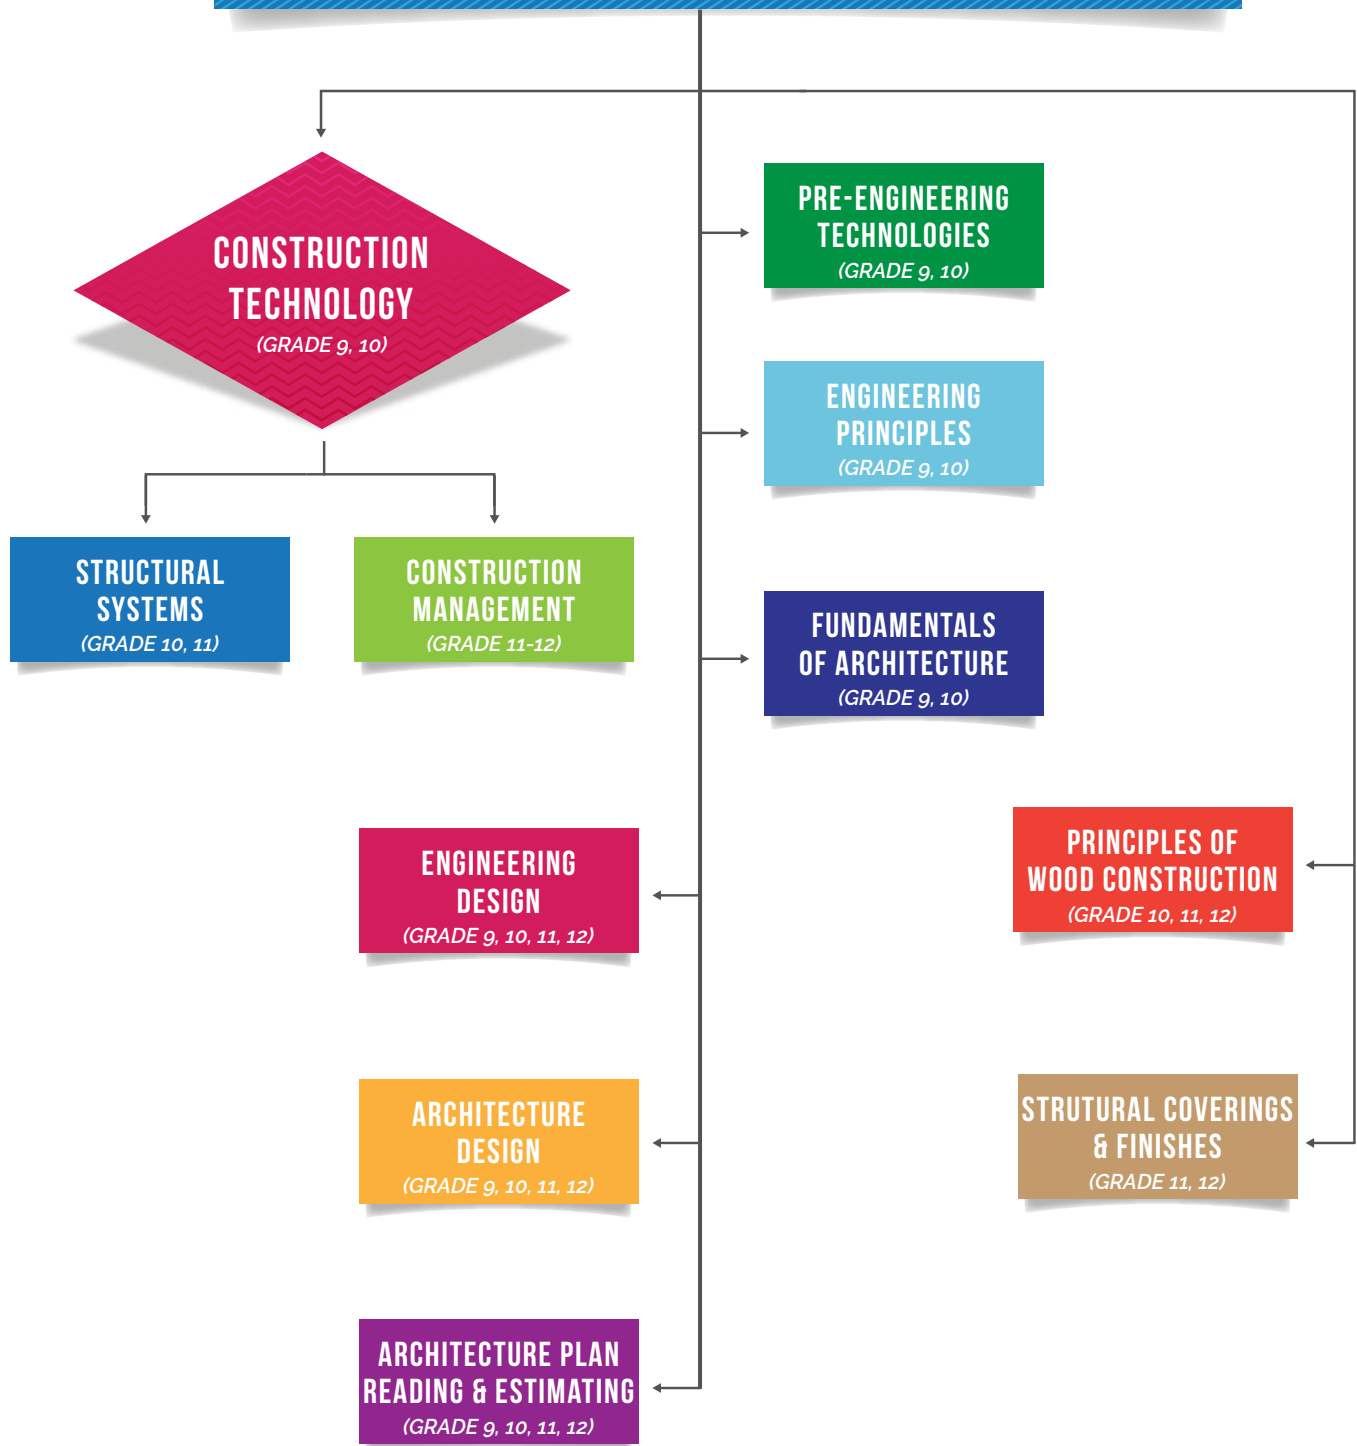 CONSTRUCTION
TECHNOLOGY
(GRADE 9, 10)
PRE-ENGINEERING
TECHNOLOGIES
(GRADE 9, 10)
ENGINEERING
PRINCIPLES
(GRADE 9, 10)
STRUCTURAL
SYSTEMS
(GRADE 10, 11)
CONSTRUCTION
MANAGEMENT
(GRADE 11-12)
FUNDAMENTALS
OF ARCHITECTURE
(GRADE 9, 10)
ENGINEERING
DESIGN
(GRADE 9, 10, 11, 12)
PRINCIPLES OF
WOOD CONSTRUCTION
(GRADE 10, 11, 12)
ARCHITECTURE
DESIGN
(GRADE 9, 10, 11, 12)
STRUTURAL COVERINGS
& FINISHES
(GRADE 11, 12)
ARCHITECTURE PLAN
READING & ESTIMATING
(GRADE 9, 10, 11, 12)